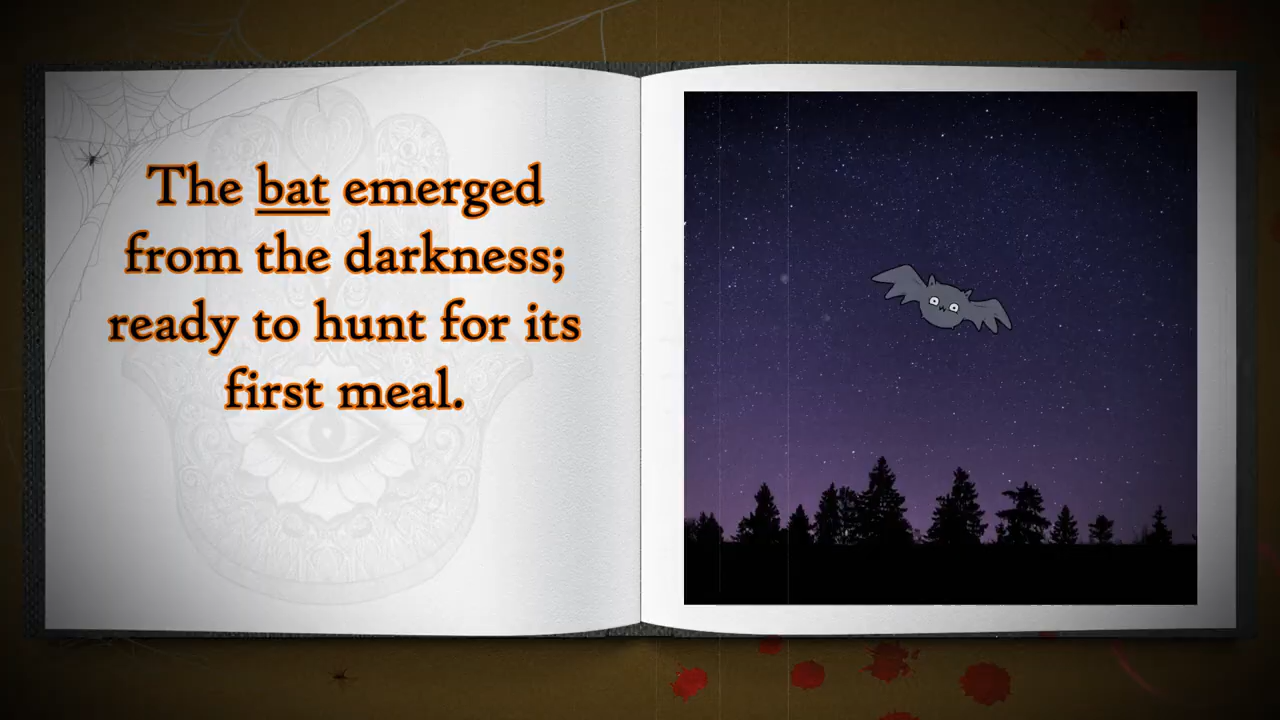 The bat emerged
from the darkness;
ready to hunt for its
first meal.